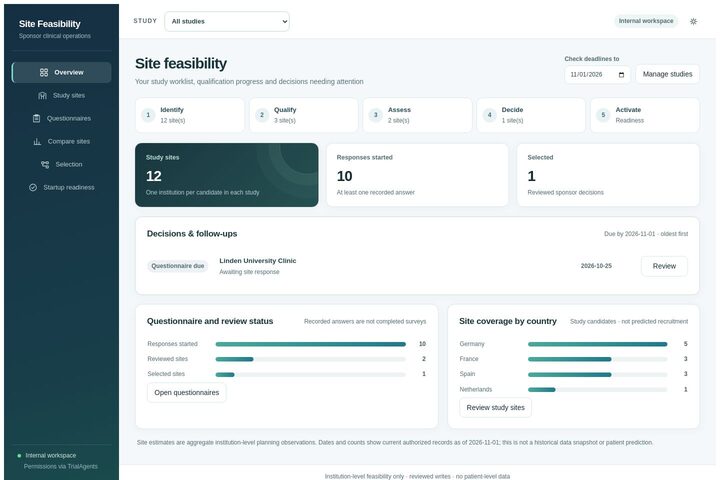 Site Feasibility
Sponsor clinical operations
Overview
Study sites
Questionnaires
Compare sites
Selection
Startup readiness
Internal workspace
Permissions via TrialAgents
STUDY
All studies
Internal workspace
Site feasibility
Your study worklist, qualification progress and decisions needing attention
Check deadlines to
11/01/2026
Manage studies
1
Identify
12 site(s)
2
Qualify
3 site(s)
3
Assess
2 site(s)
4
Decide
1 site(s)
5
Activate
Readiness
Study sites
12
One institution per candidate in each study
Responses started
10
At least one recorded answer
Selected
1
Reviewed sponsor decisions
Decisions & follow-ups
Due by 2026-11-01 · oldest first
Questionnaire due
Linden University Clinic
Awaiting site response
2026-10-25
Review
Questionnaire and review status
Recorded answers are not completed surveys
Responses started 10
Reviewed sites 2
Selected sites 1
Open questionnaires
Site coverage by country
Study candidates · not predicted recruitment
Germany 5
France 3
Spain 3
Netherlands 1
Review study sites
Site estimates are aggregate institution-level planning observations. Dates and counts show current authorized records as of 2026-11-01; this is not a historical data snapshot or patient prediction.
Institution-level feasibility only · reviewed writes · no patient-level data